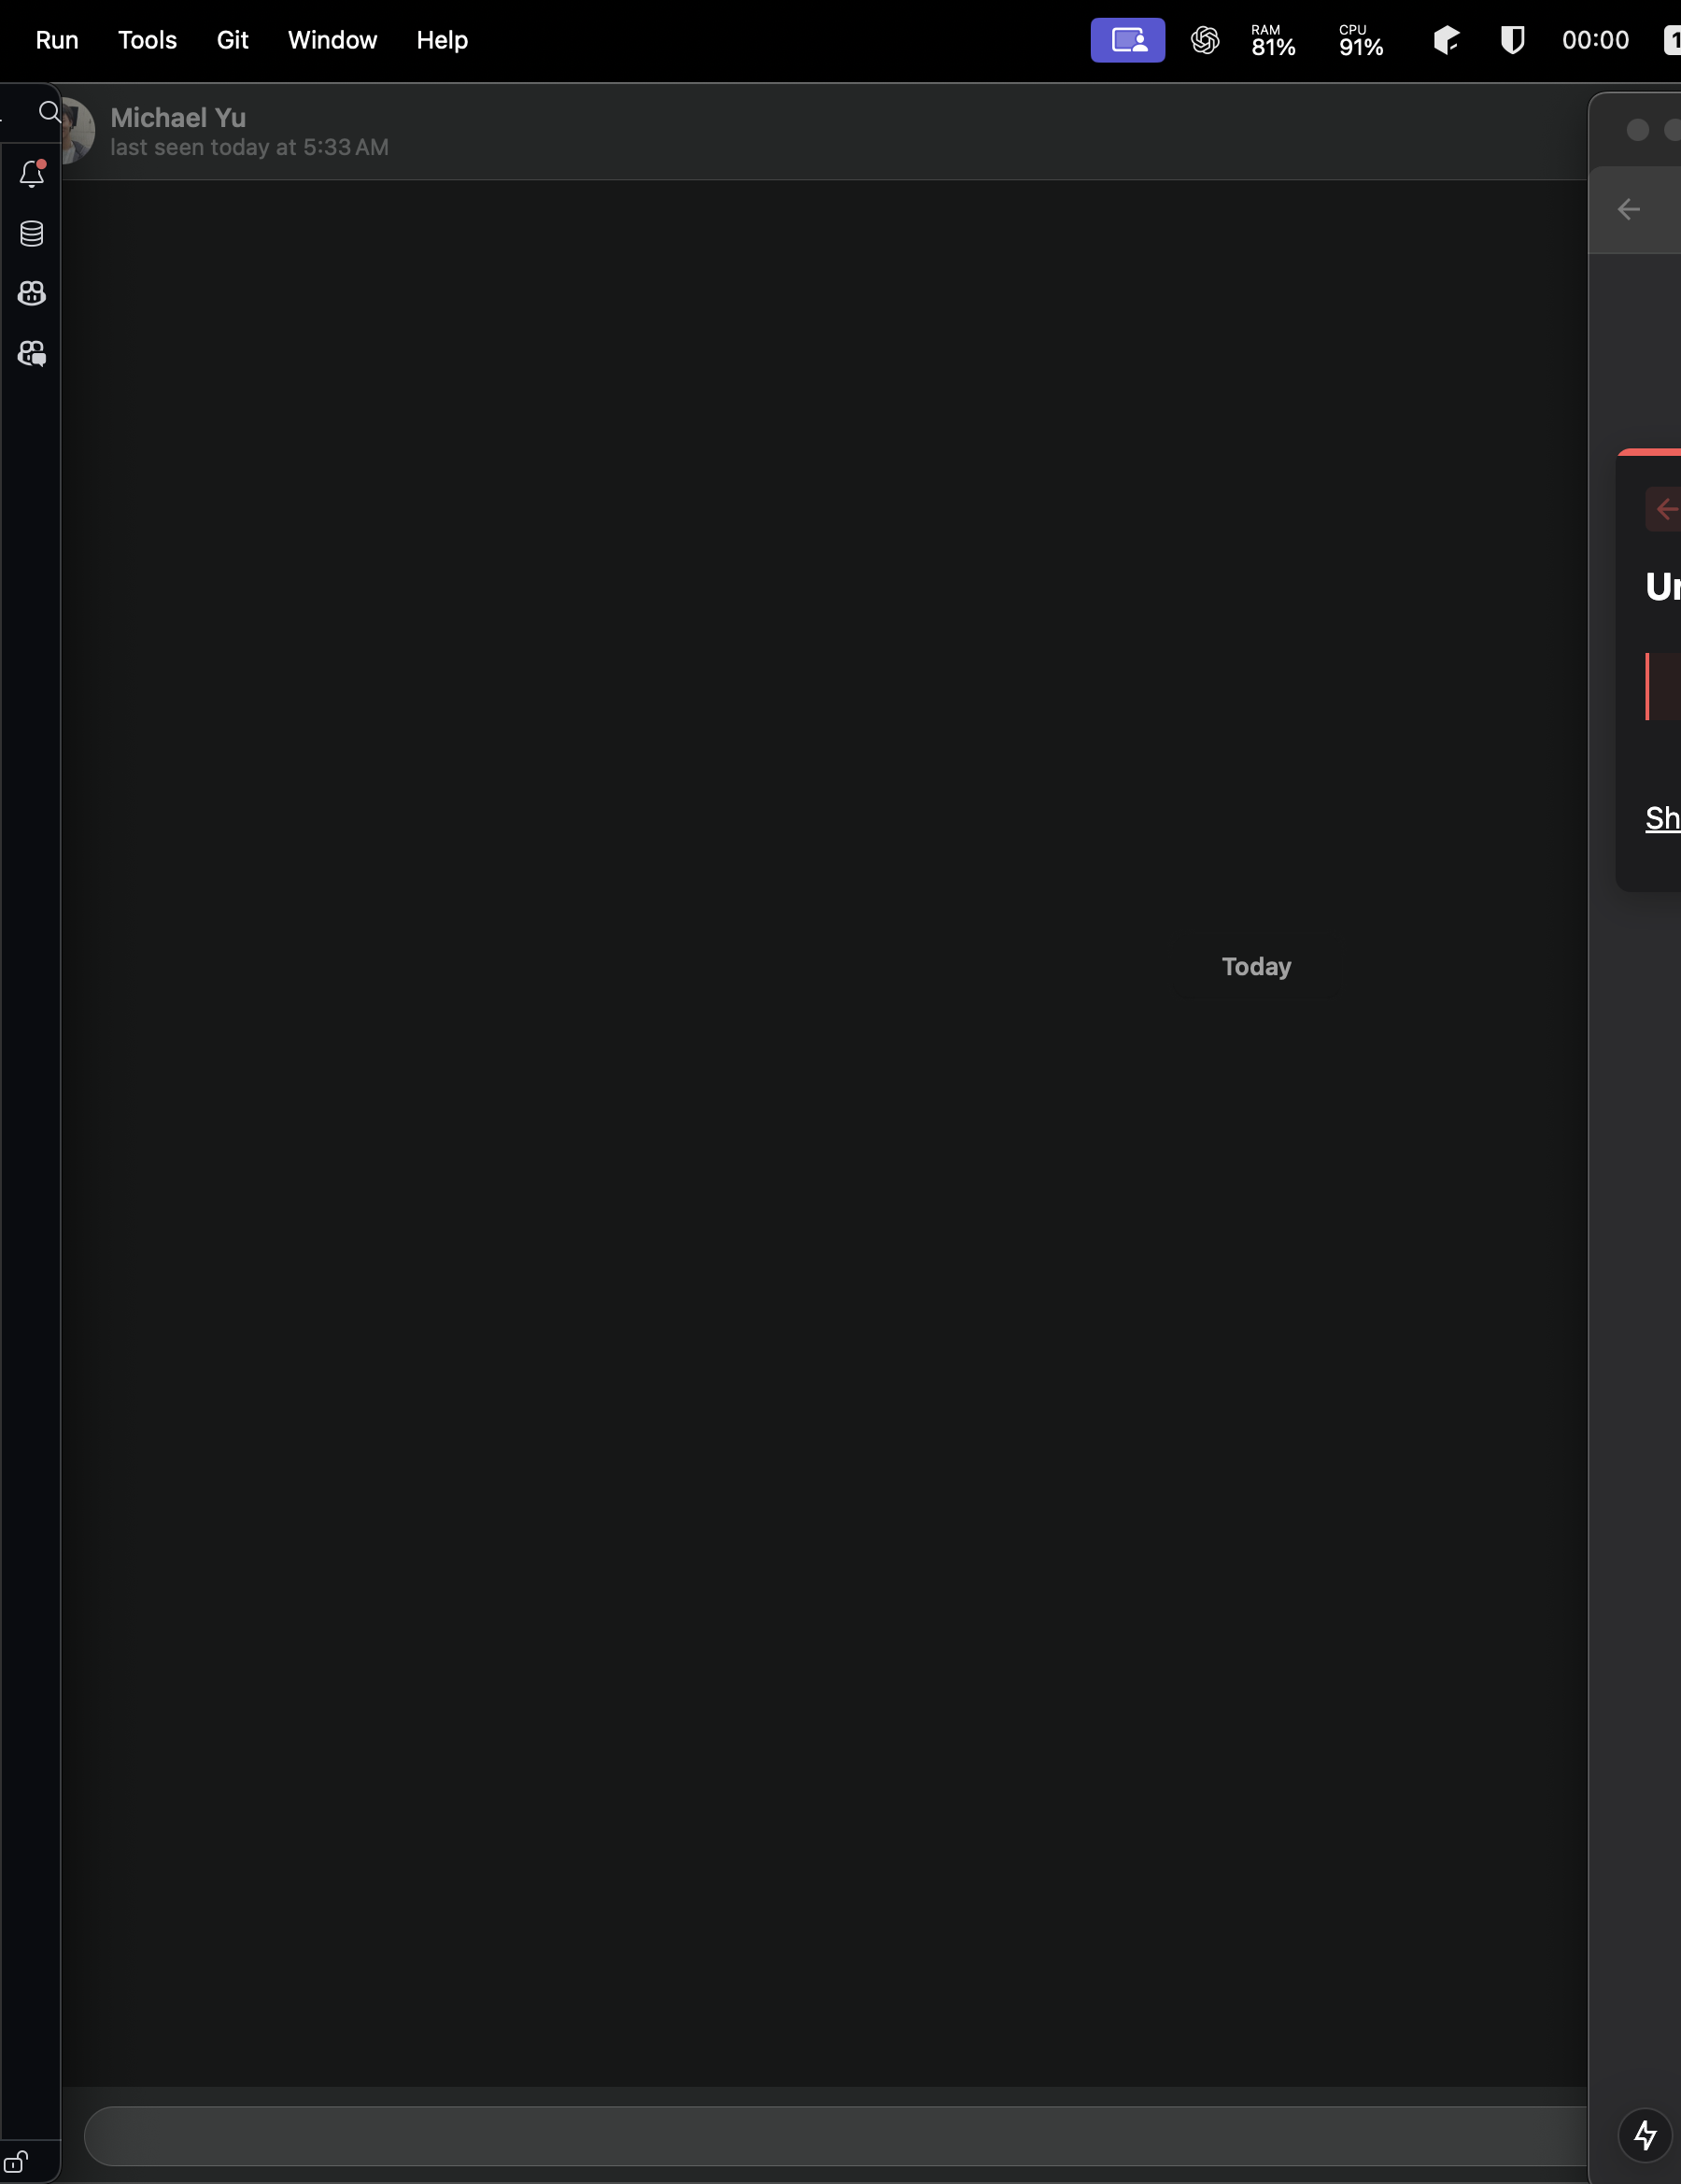 Run Tools Git Window Help RAM 81% CPU 91% 00:00 1
Michael Yu
last seen today at 5:33 AM
Ur
Sh
Today